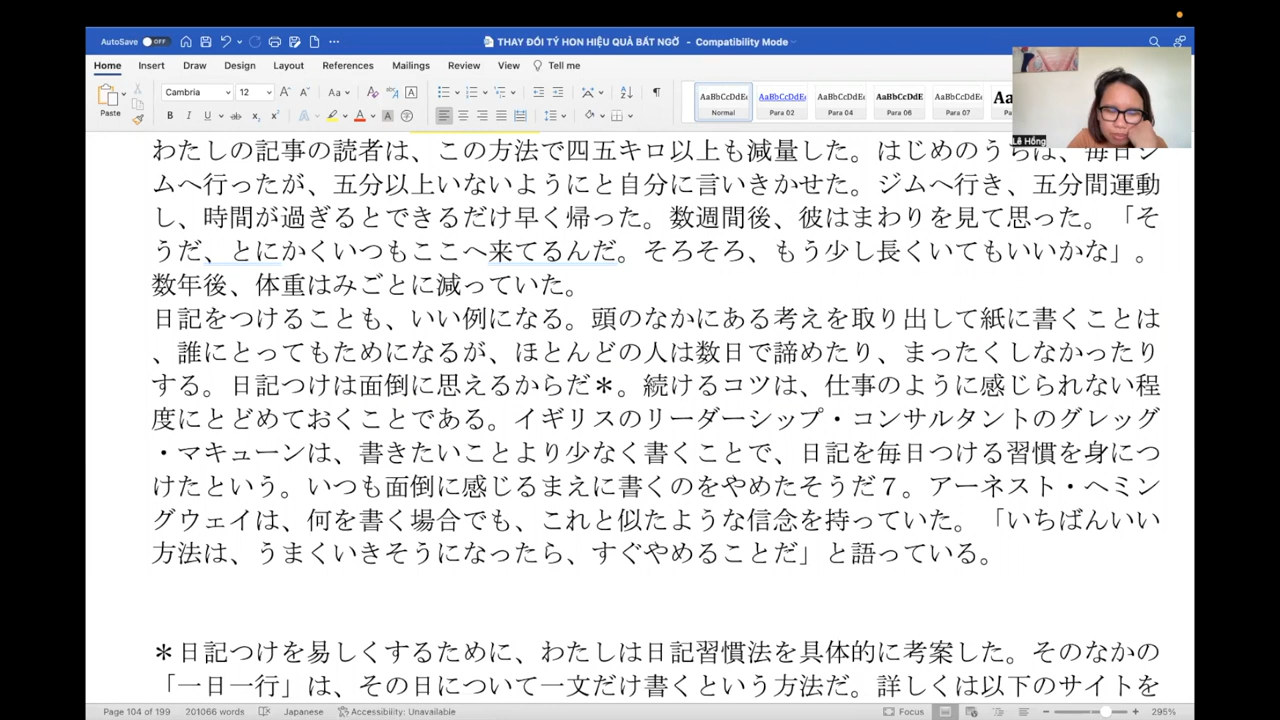 AutoSave OFF THAY ĐỔI TÝ HON HIỆU QUẢ BẤT NGỜ - Compatibility Mode
Home Insert Draw Design Layout References Mailings Review View Tell me
Paste Cambria 12 AaBbCcDdEe Normal AaBbCcDdEe Para 02 AaBbCcDdEe Para 04 AaBbCcDdE Para 06 AaBbCcDdEe Para 07
Lê Hồng
わたしの記事の読者は、この方法で四五キロ以上も減量した。はじめのうちは、毎日ジ
ムへ行ったが、五分以上いないようにと自分に言いきかせた。ジムへ行き、五分間運動
し、時間が過ぎるとできるだけ早く帰った。数週間後、彼はまわりを見て思った。「そ
うだ、とにかくいつもここへ来てるんだ。そろそろ、もう少し長くいてもいいかな」。
数年後、体重はみごとに減っていた。
日記をつけることも、いい例になる。頭のなかにある考えを取り出して紙に書くことは
、誰にとってもためになるが、ほとんどの人は数日で諦めたり、まったくしなかったり
する。日記つけは面倒に思えるからだ＊。続けるコツは、仕事のように感じられない程
度にとどめておくことである。イギリスのリーダーシップ・コンサルタントのグレッグ
・マキューンは、書きたいことより少なく書くことで、日記を毎日つける習慣を身につ
けたという。いつも面倒に感じるまえに書くのをやめたそうだ７。アーネスト・ヘミン
グウェイは、何を書く場合でも、これと似たような信念を持っていた。「いちばんいい
方法は、うまくいきそうになったら、すぐやめることだ」と語っている。
＊日記つけを易しくするために、わたしは日記習慣法を具体的に考案した。そのなかの
「一日一行」は、その日について一文だけ書くという方法だ。詳しくは以下のサイトを
Page 104 of 199 201066 words Japanese Accessibility: Unavailable Focus 295%